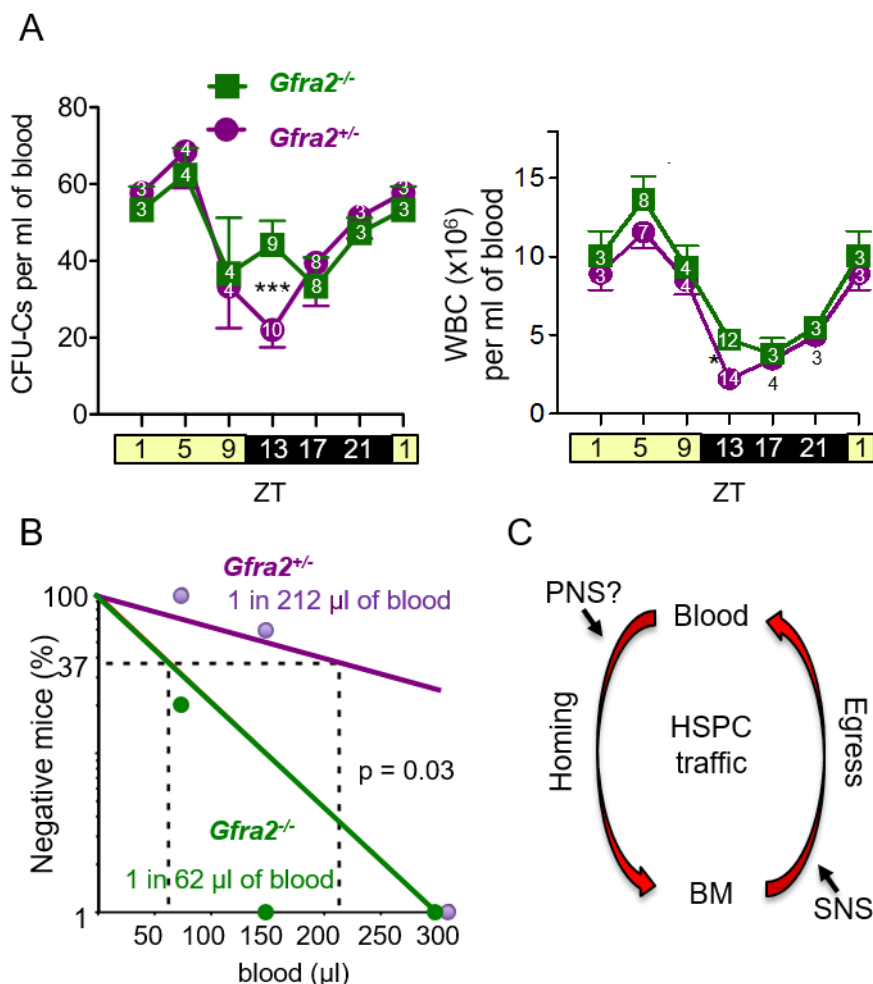 A
Gfra2-/-
Gfra2+/-
CFU-Cs per ml of blood
80
60
40
20
0
3
3
4
4
4
4
9
***
10
8
8
3
3
3
3
1 5 9 13 17 21 1
ZT
WBC (x10⁶)
per ml of blood
15
10
5
0
3
3
8
7
4
4
12
*
14
3
4
3
3
3
3
1 5 9 13 17 21 1
ZT
B
Gfra2+/-
1 in 212 µl of blood
Negative mice (%)
100
37
1
p = 0.03
Gfra2-/-
1 in 62 µl of blood
50 100 150 200 250 300
blood (µl)
C
PNS?
Blood
Homing
HSPC
traffic
Egress
BM
SNS